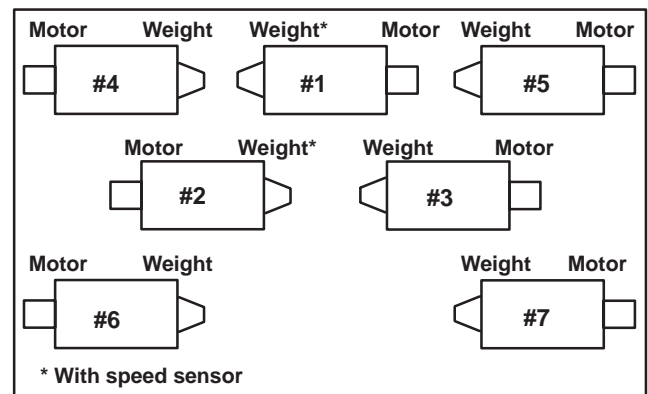 Motor Weight Weight* Motor Weight Motor
#4 #1 #5
Motor Weight* Weight Motor
#2 #3
Motor Weight Weight Motor
#6 #7
* With speed sensor